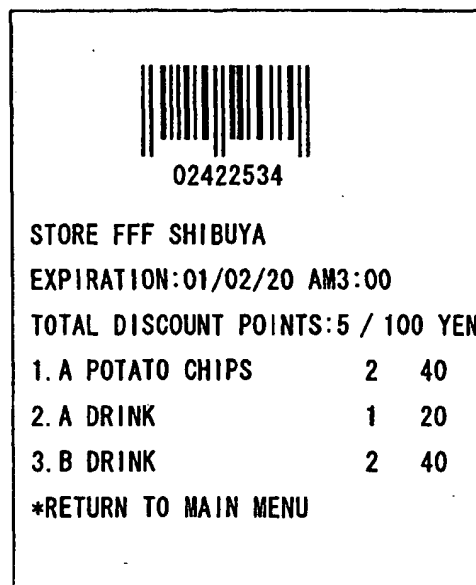 02422534
STORE FFF SHIBUYA
EXPIRATION:01/02/20 AM3:00
TOTAL DISCOUNT POINTS:5 / 100 YEN
1. A POTATO CHIPS 2 40
2. A DRINK 1 20
3. B DRINK 2 40
*RETURN TO MAIN MENU